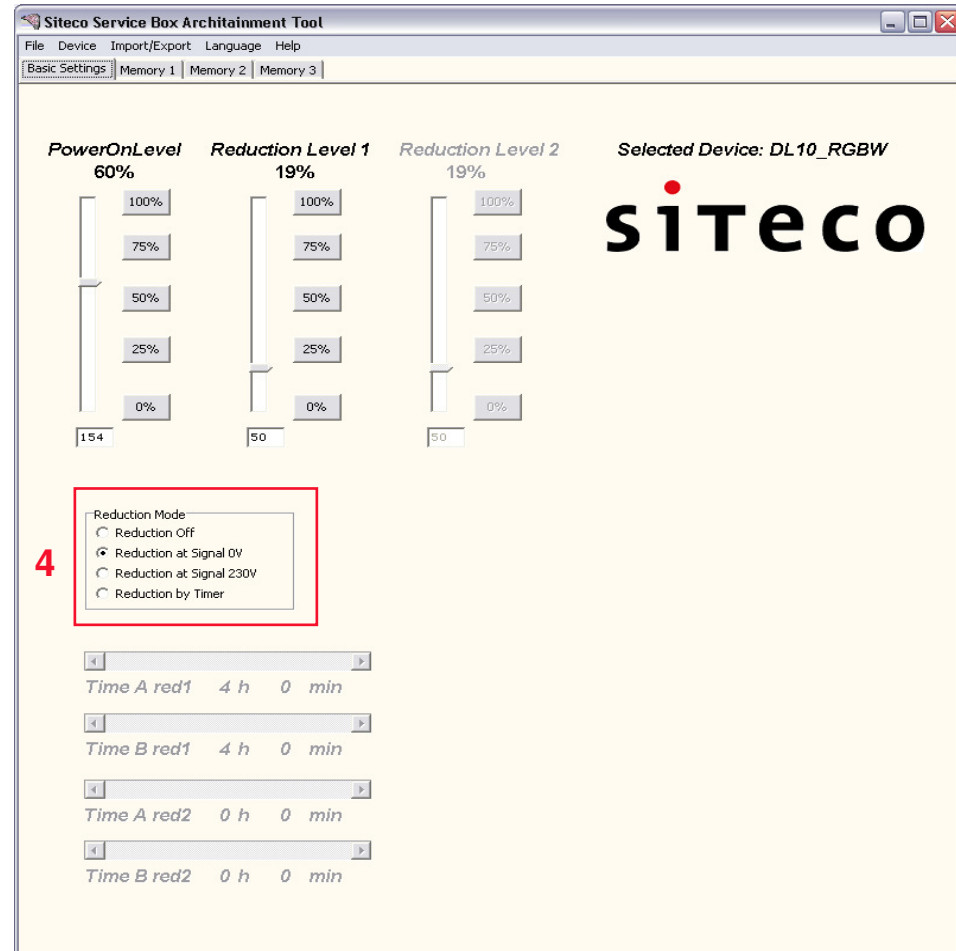 Siteco Service Box Architainment Tool
File Device Import/Export Language Help
Basic Settings Memory 1 Memory 2 Memory 3
PowerOnLevel Reduction Level 1 Reduction Level 2 Selected Device: DL10_RGBW
60% 19% 19%
siteco
100% 100% 100%
75% 75% 75%
50% 50% 50%
25% 25% 25%
0% 0% 0%
154 50 50
Reduction Mode
Reduction Off
Reduction at Signal 0V
4
Reduction at Signal 230V
Reduction by Timer
Time A red1 4 h 0 min
Time B red1 4 h 0 min
Time A red2 0 h 0 min
Time B red2 0 h 0 min